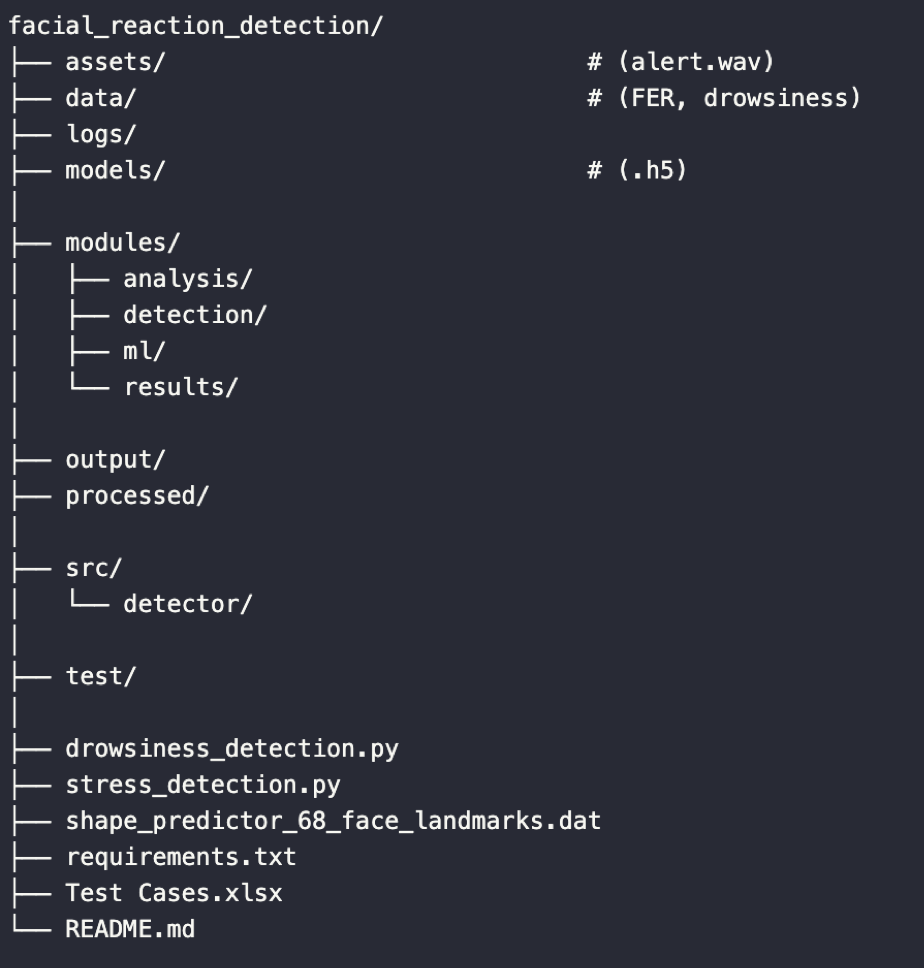 facial_reaction_detection/
├── assets/                             # (alert.wav)
├── data/                               # (FER, drowsiness)
├── logs/
├── models/                             # (.h5)
│
├── modules/
│   ├── analysis/
│   ├── detection/
│   ├── ml/
│   └── results/
│
├── output/
├── processed/
│
├── src/
│   └── detector/
│
├── test/
│
├── drowsiness_detection.py
├── stress_detection.py
├── shape_predictor_68_face_landmarks.dat
├── requirements.txt
├── Test Cases.xlsx
└── README.md